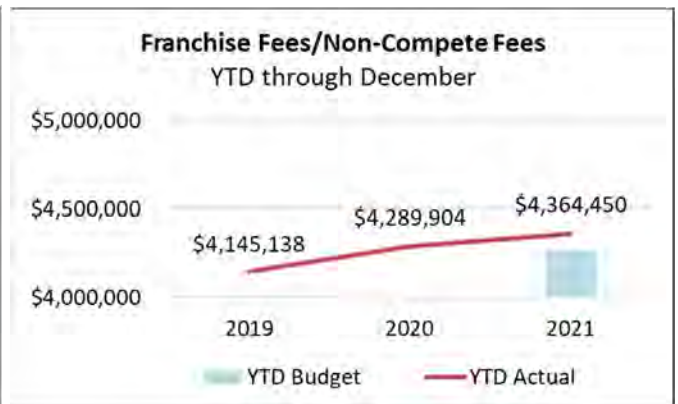 Franchise Fees/Non-Compete Fees
YTD through December
$5,000,000
$4,500,000
$4,000,000
$4,145,138
$4,289,904
$4,364,450
2019 2020 2021
YTD Budget YTD Actual